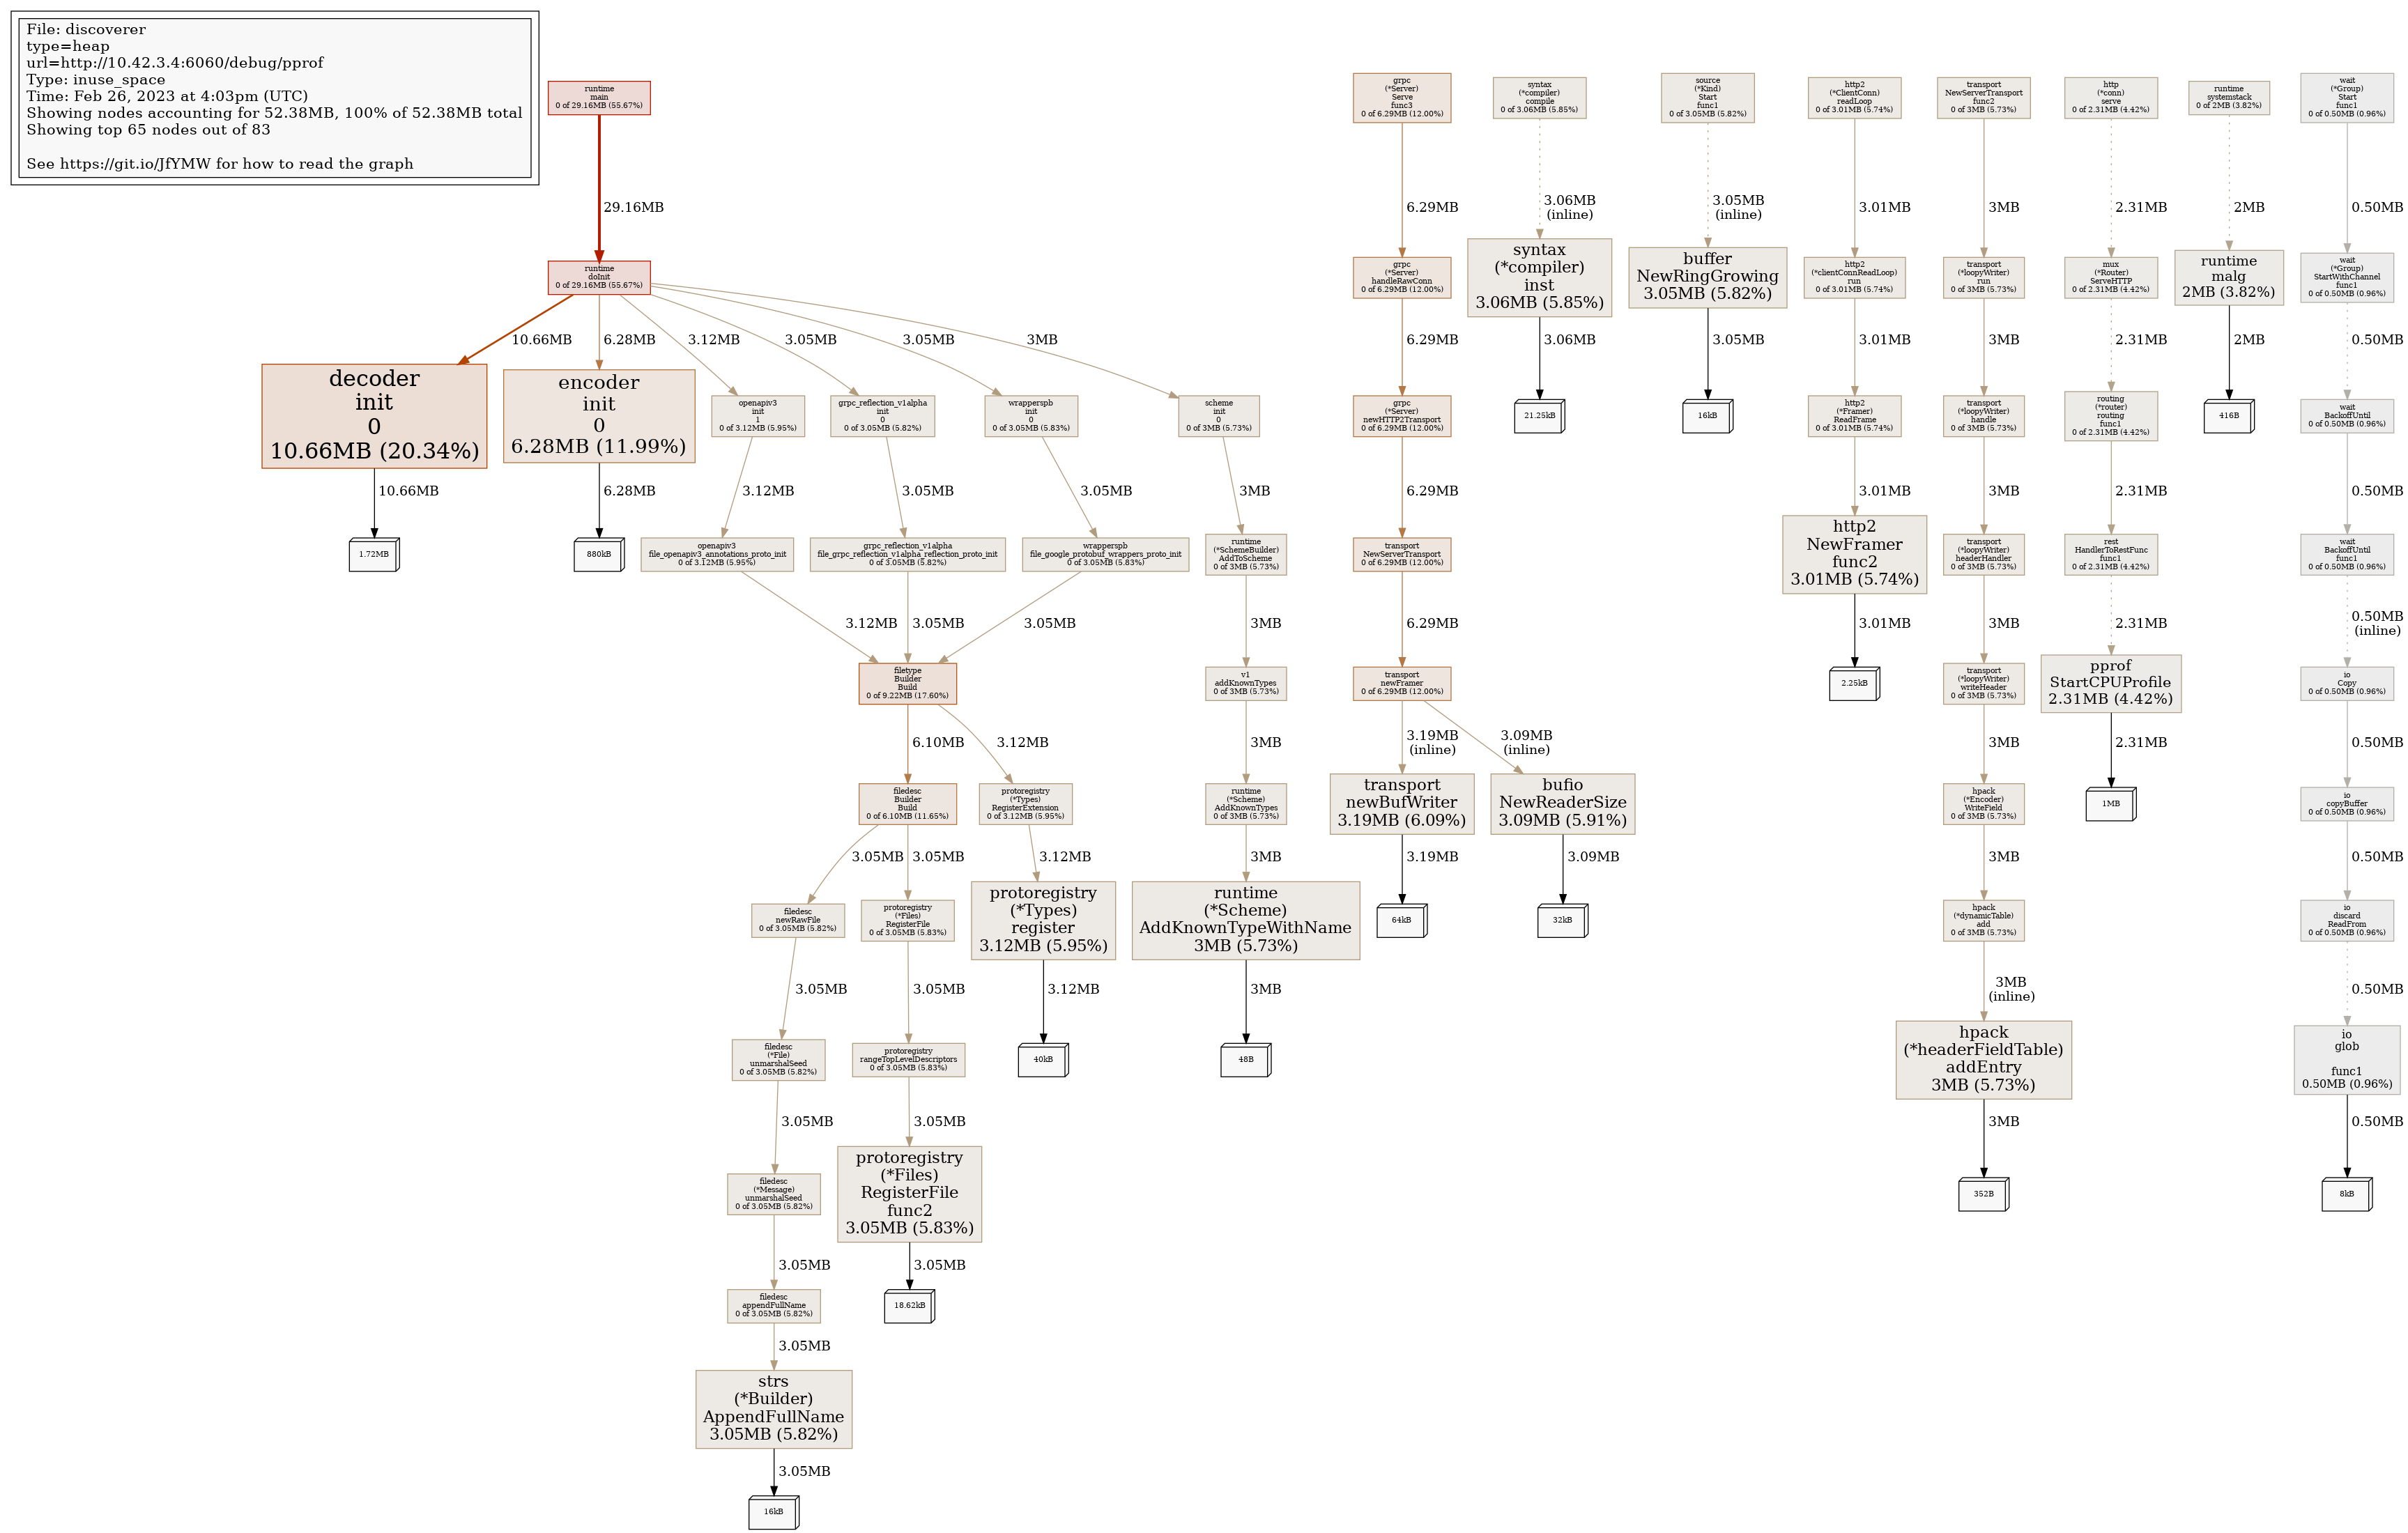 File: discoverer
type=heap
url=http://10.42.3.4:6060/debug/pprof
Type: inuse_space
Time: Feb 26, 2023 at 4:03pm (UTC)
Showing nodes accounting for 52.38MB, 100% of 52.38MB total
Showing top 65 nodes out of 83
See https://git.io/JfYMW for how to read the graph
runtime
main
0 of 29.16MB (55.67%)
29.16MB
runtime
doInit
0 of 29.16MB (55.67%)
10.66MB
6.28MB
3.12MB
3.05MB
3.05MB
3MB
decoder
init
0
10.66MB (20.34%)
10.66MB
1.72MB
encoder
init
0
6.28MB (11.99%)
6.28MB
880kB
openapiv3
init
1
0 of 3.12MB (5.95%)
3.12MB
openapiv3
file_openapiv3_annotations_proto_init
0 of 3.12MB (5.95%)
3.12MB
grpc_reflection_v1alpha
init
0
0 of 3.05MB (5.82%)
3.05MB
grpc_reflection_v1alpha
file_grpc_reflection_v1alpha_reflection_proto_init
0 of 3.05MB (5.82%)
3.05MB
wrapperspb
init
0
0 of 3.05MB (5.83%)
3.05MB
wrapperspb
file_google_protobuf_wrappers_proto_init
0 of 3.05MB (5.83%)
3.05MB
filetype
Builder
Build
0 of 9.22MB (17.60%)
6.10MB
3.12MB
filedesc
Builder
Build
0 of 6.10MB (11.65%)
3.05MB
3.05MB
filedesc
newRawFile
0 of 3.05MB (5.82%)
3.05MB
filedesc
(*File)
unmarshalSeed
0 of 3.05MB (5.82%)
3.05MB
filedesc
(*Message)
unmarshalSeed
0 of 3.05MB (5.82%)
3.05MB
filedesc
appendFullName
0 of 3.05MB (5.82%)
3.05MB
strs
(*Builder)
AppendFullName
3.05MB (5.82%)
3.05MB
16kB
protoregistry
(*Files)
RegisterFile
0 of 3.05MB (5.83%)
3.05MB
protoregistry
rangeTopLevelDescriptors
0 of 3.05MB (5.83%)
3.05MB
protoregistry
(*Files)
RegisterFile
func2
3.05MB (5.83%)
3.05MB
18.62kB
protoregistry
(*Types)
RegisterExtension
0 of 3.12MB (5.95%)
3.12MB
protoregistry
(*Types)
register
3.12MB (5.95%)
3.12MB
40kB
scheme
init
0
0 of 3MB (5.73%)
3MB
runtime
(*SchemeBuilder)
AddToScheme
0 of 3MB (5.73%)
3MB
v1
addKnownTypes
0 of 3MB (5.73%)
3MB
runtime
(*Scheme)
AddKnownTypes
0 of 3MB (5.73%)
3MB
runtime
(*Scheme)
AddKnownTypeWithName
3MB (5.73%)
3MB
48B
grpc
(*Server)
Serve
func3
0 of 6.29MB (12.00%)
6.29MB
grpc
(*Server)
handleRawConn
0 of 6.29MB (12.00%)
6.29MB
grpc
(*Server)
newHTTP2Transport
0 of 6.29MB (12.00%)
6.29MB
transport
NewServerTransport
0 of 6.29MB (12.00%)
6.29MB
transport
newFramer
0 of 6.29MB (12.00%)
3.19MB
(inline)
3.09MB
(inline)
transport
newBufWriter
3.19MB (6.09%)
3.19MB
64kB
bufio
NewReaderSize
3.09MB (5.91%)
3.09MB
32kB
syntax
(*compiler)
compile
0 of 3.06MB (5.85%)
3.06MB
(inline)
syntax
(*compiler)
inst
3.06MB (5.85%)
3.06MB
21.25kB
source
(*Kind)
Start
func1
0 of 3.05MB (5.82%)
3.05MB
(inline)
buffer
NewRingGrowing
3.05MB (5.82%)
3.05MB
16kB
http2
(*ClientConn)
readLoop
0 of 3.01MB (5.74%)
3.01MB
http2
(*clientConnReadLoop)
run
0 of 3.01MB (5.74%)
3.01MB
http2
(*Framer)
ReadFrame
0 of 3.01MB (5.74%)
3.01MB
http2
NewFramer
func2
3.01MB (5.74%)
3.01MB
2.25kB
transport
NewServerTransport
func2
0 of 3MB (5.73%)
3MB
transport
(*loopyWriter)
run
0 of 3MB (5.73%)
3MB
transport
(*loopyWriter)
handle
0 of 3MB (5.73%)
3MB
transport
(*loopyWriter)
headerHandler
0 of 3MB (5.73%)
3MB
transport
(*loopyWriter)
writeHeader
0 of 3MB (5.73%)
3MB
hpack
(*Encoder)
WriteField
0 of 3MB (5.73%)
3MB
hpack
(*dynamicTable)
add
0 of 3MB (5.73%)
3MB
(inline)
hpack
(*headerFieldTable)
addEntry
3MB (5.73%)
3MB
352B
http
(*conn)
serve
0 of 2.31MB (4.42%)
2.31MB
mux
(*Router)
ServeHTTP
0 of 2.31MB (4.42%)
2.31MB
routing
(*router)
routing
func1
0 of 2.31MB (4.42%)
2.31MB
rest
HandlerToRestFunc
func1
0 of 2.31MB (4.42%)
2.31MB
pprof
StartCPUProfile
2.31MB (4.42%)
2.31MB
1MB
runtime
systemstack
0 of 2MB (3.82%)
2MB
runtime
malg
2MB (3.82%)
2MB
416B
wait
(*Group)
Start
func1
0 of 0.50MB (0.96%)
0.50MB
wait
(*Group)
StartWithChannel
func1
0 of 0.50MB (0.96%)
0.50MB
wait
BackoffUntil
0 of 0.50MB (0.96%)
0.50MB
wait
BackoffUntil
func1
0 of 0.50MB (0.96%)
0.50MB
(inline)
io
Copy
0 of 0.50MB (0.96%)
0.50MB
io
copyBuffer
0 of 0.50MB (0.96%)
0.50MB
io
discard
ReadFrom
0 of 0.50MB (0.96%)
0.50MB
io
glob
func1
0.50MB (0.96%)
0.50MB
8kB